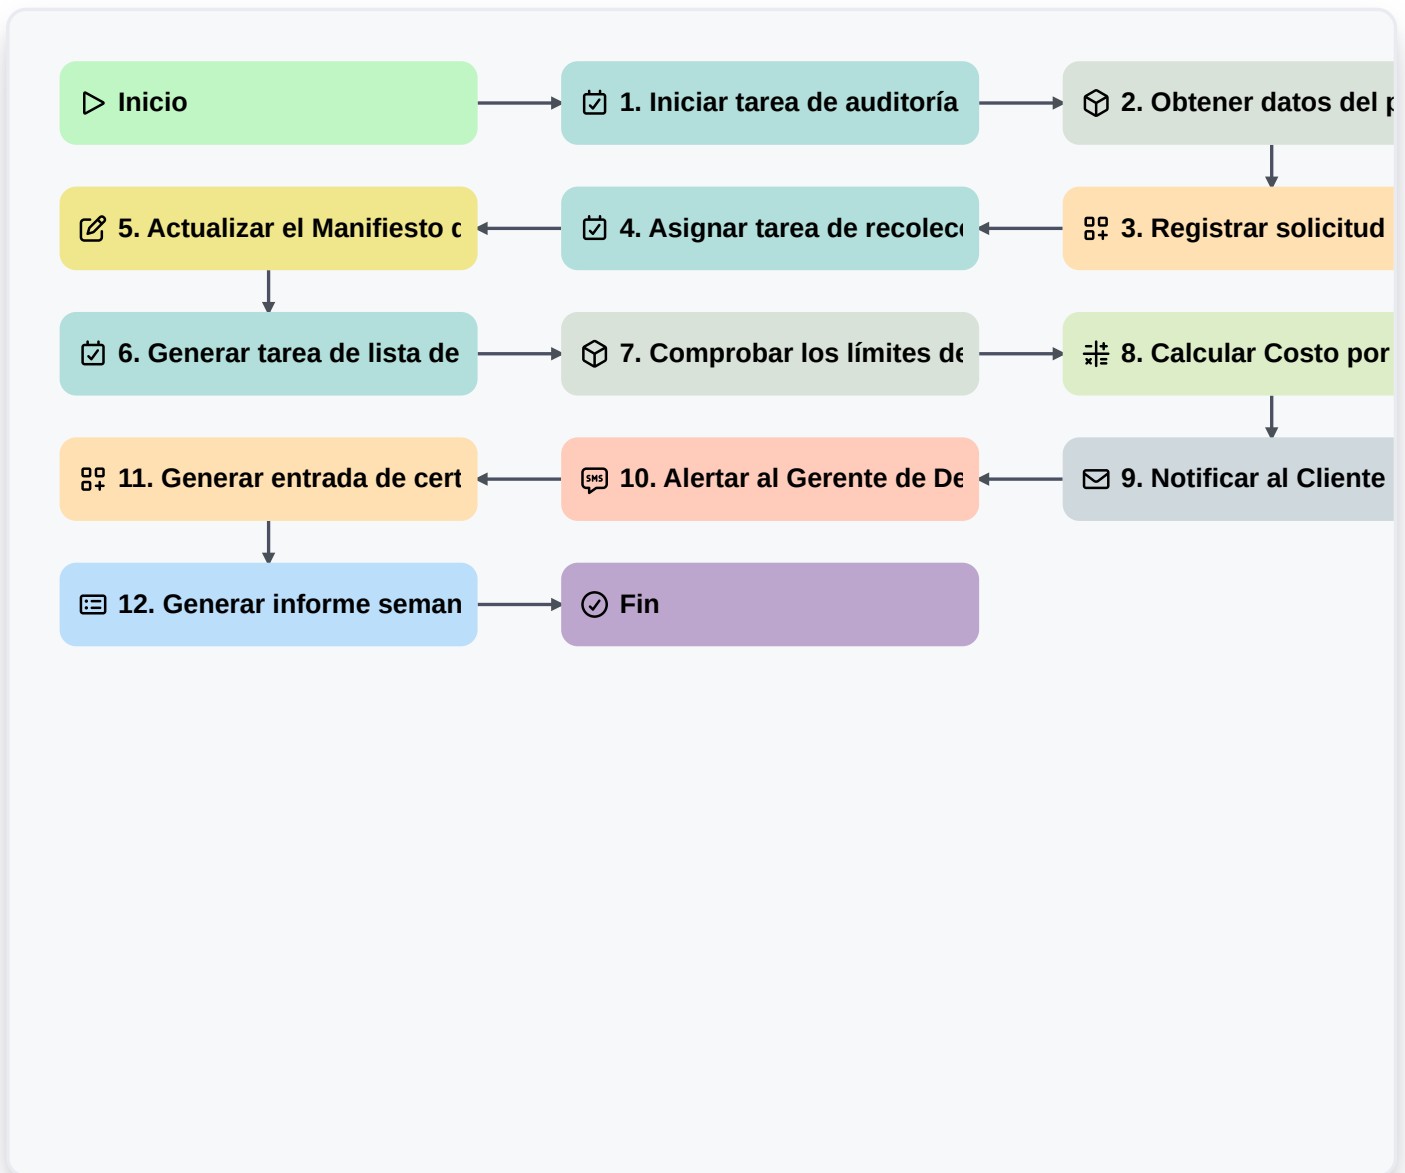 Inicio
1. Iniciar tarea de auditoría
2. Obtener datos del p
3. Registrar solicitud
4. Asignar tarea de recolecc
5. Actualizar el Manifiesto d
6. Generar tarea de lista de
7. Comprobar los límites de
8. Calcular Costo por
9. Notificar al Cliente
SMS
10. Alertar al Gerente de De
11. Generar entrada de cert
12. Generar informe seman
Fin